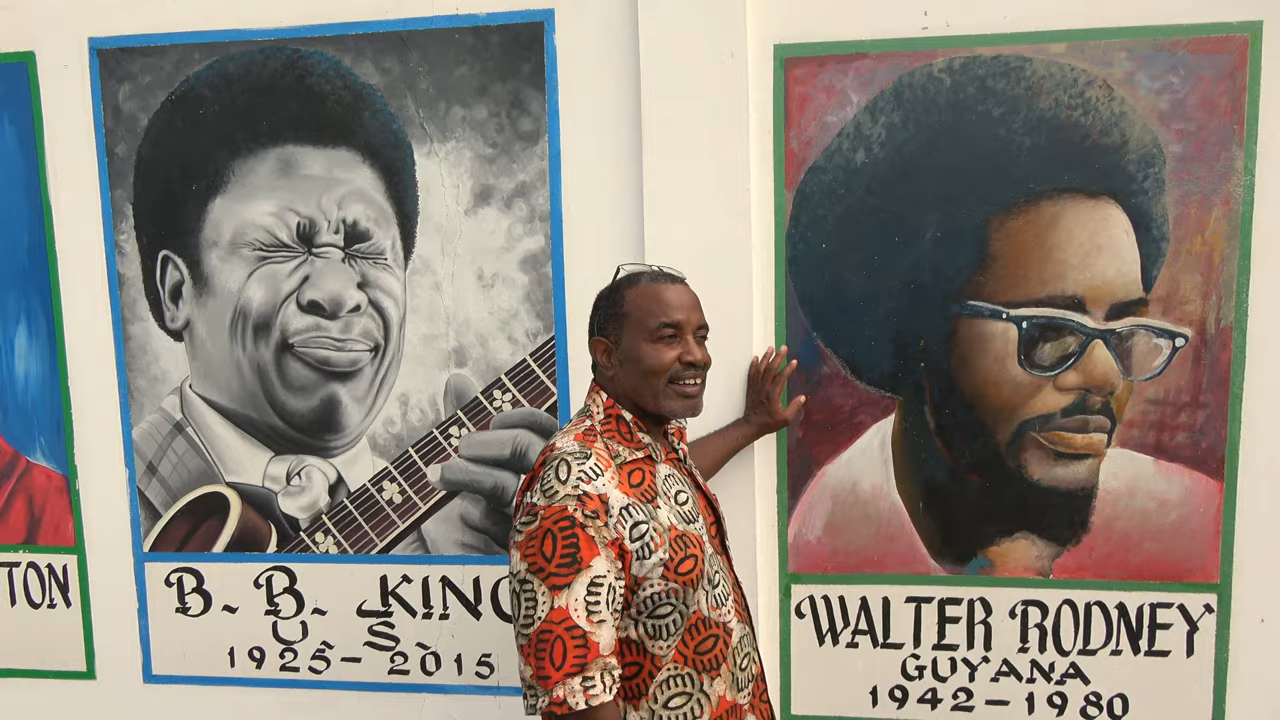 TON
B. B. KING
U S
1925-2015
WALTER RODNEY
GUYANA
1942-1980